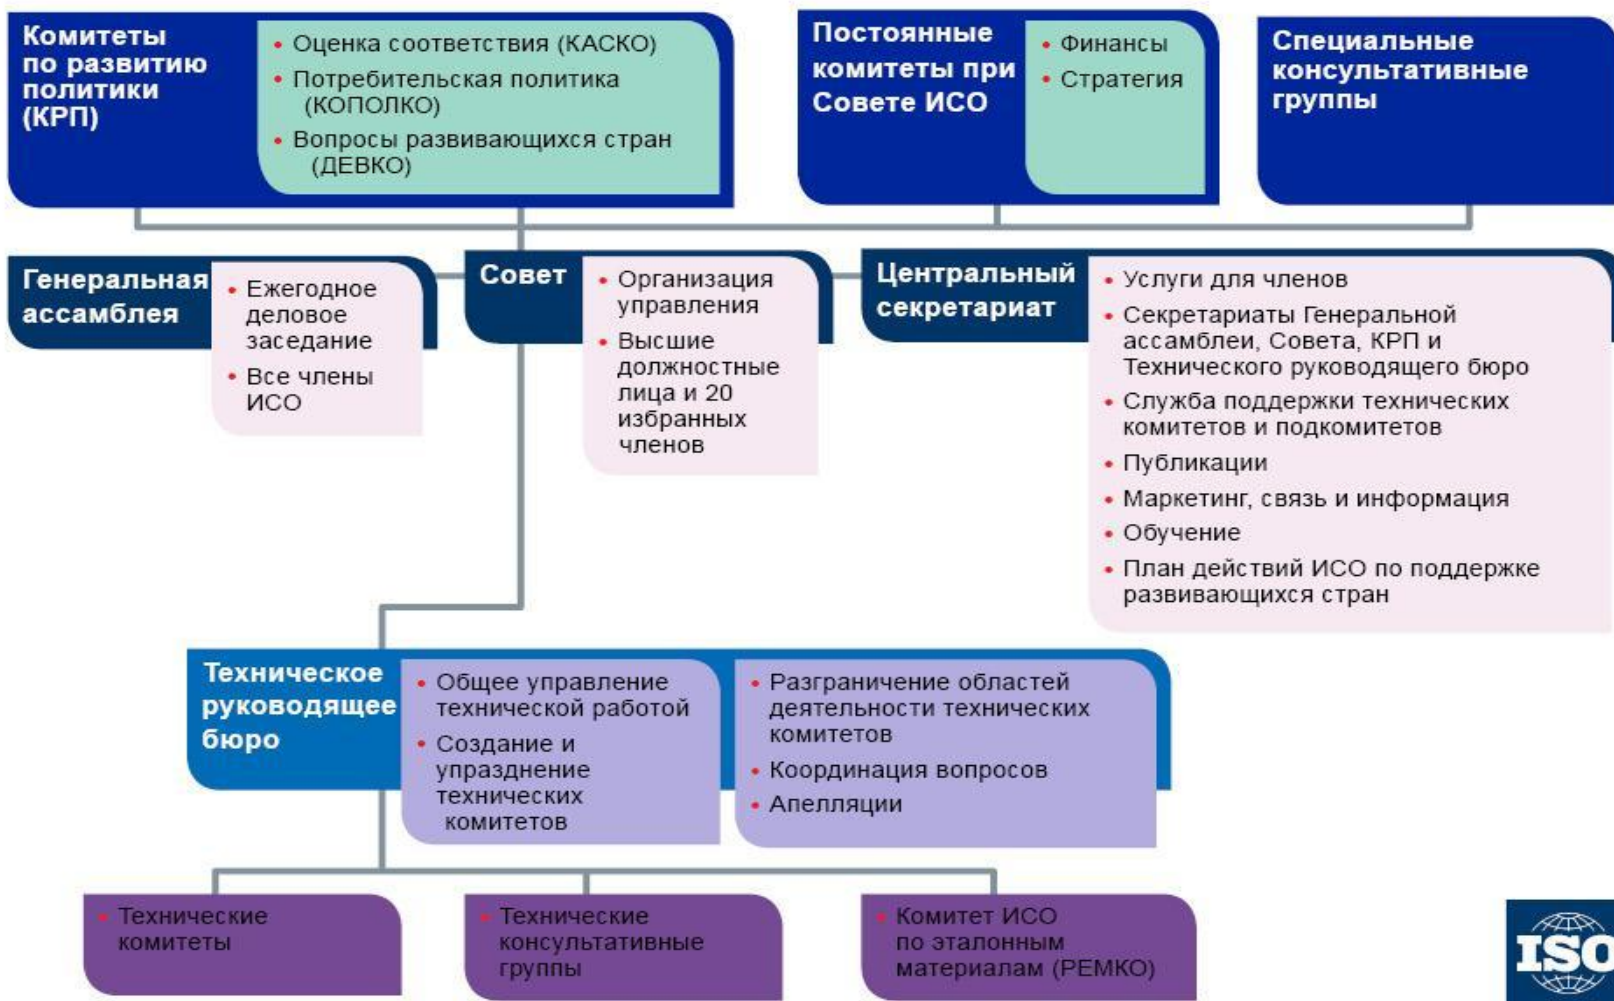 Комитеты
по развитию
политики
(КРП)
• Оценка соответствия (КАСКО)
• Потребительская политика
(КОПОЛКО)
• Вопросы развивающихся стран
(ДЕВКО)
Постоянные
комитеты при
Совете ИСО
• Финансы
• Стратегия
Специальные
консультативные
группы
Генеральная
ассамблея
• Ежегодное
деловое
заседание
• Все члены
ИСО
Совет
• Организация
управления
• Высшие
должностные
лица и 20
избранных
членов
Центральный
секретариат
• Услуги для членов
• Секретариаты Генеральной
ассамблеи, Совета, КРП и
Технического руководящего бюро
• Служба поддержки технических
комитетов и подкомитетов
• Публикации
• Маркетинг, связь и информация
• Обучение
• План действий ИСО по поддержке
развивающихся стран
Техническое
руководящее
бюро
• Общее управление
технической работой
• Создание и
упразднение
технических
комитетов
• Разграничение областей
деятельности технических
комитетов
• Координация вопросов
• Апелляции
• Технические
комитеты
• Технические
консультативные
группы
• Комитет ИСО
по эталонным
материалам (РЕМКО)
ISO